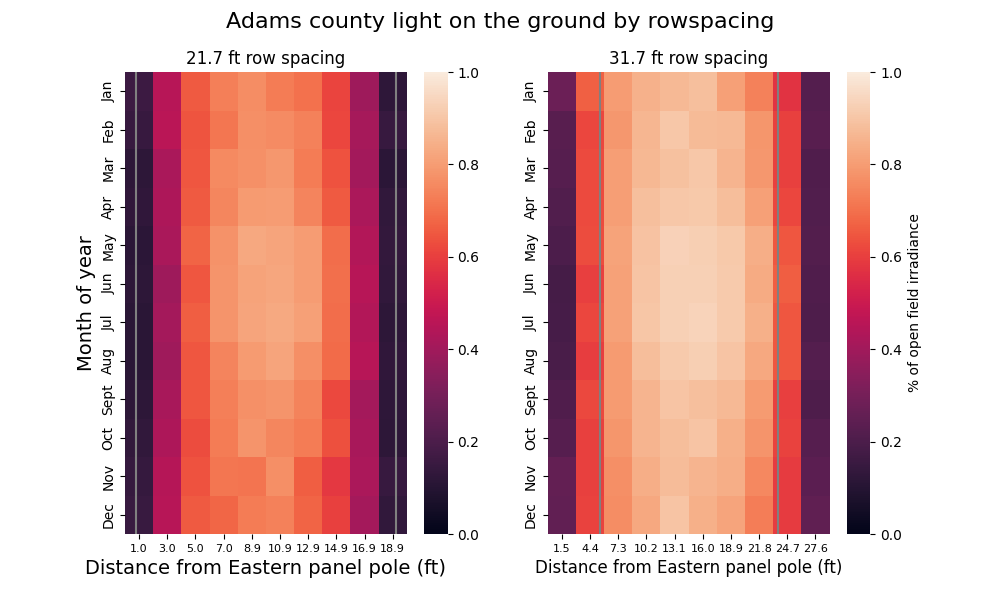 Adams county light on the ground by rowspacing
21.7 ft row spacing
Month of year
Jan
Feb
Mar
Apr
May
Jun
Jul
Aug
Sept
Oct
Nov
Dec
1.0 3.0 5.0 7.0 8.9 10.9 12.9 14.9 16.9 18.9
Distance from Eastern panel pole (ft)
1.0
0.8
0.6
0.4
0.2
0.0
31.7 ft row spacing
Jan
Feb
Mar
Apr
May
Jun
Jul
Aug
Sept
Oct
Nov
Dec
1.5 4.4 7.3 10.2 13.1 16.0 18.9 21.8 24.7 27.6
Distance from Eastern panel pole (ft)
1.0
0.8
0.6
0.4
0.2
0.0
% of open field irradiance